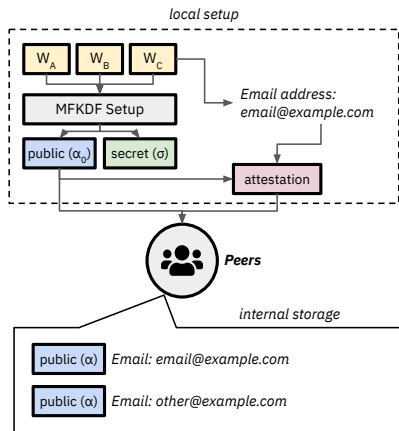 local setup
W_A W_B W_C
Email address:
email@example.com
MFKDF Setup
public (α₀) secret (σ)
attestation
Peers
internal storage
public (α) Email: email@example.com
public (α) Email: other@example.com